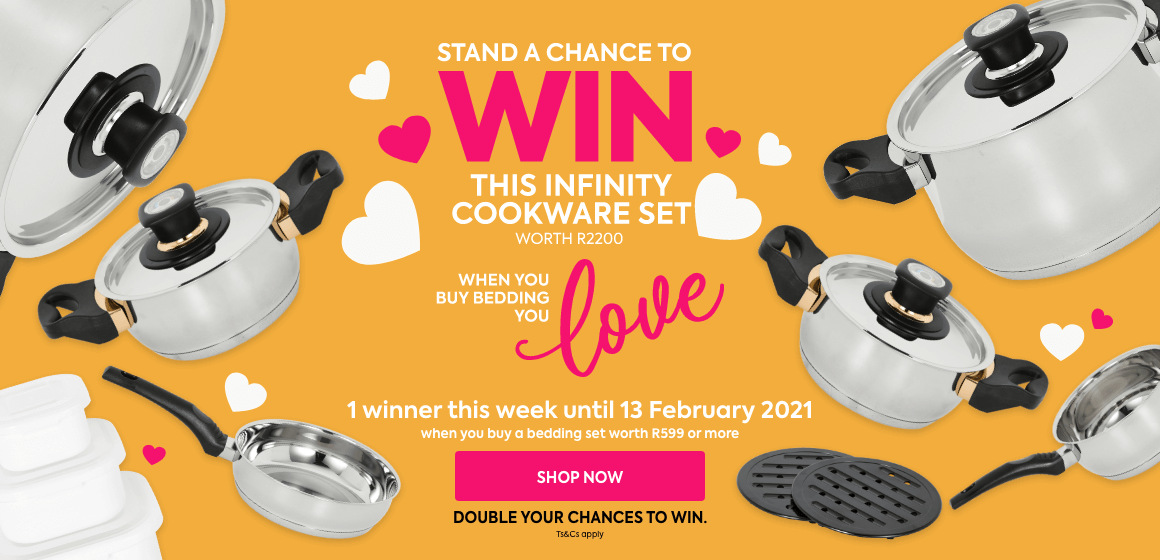 STAND A CHANCE TO
WIN
THIS INFINITY
COOKWARE SET
WORTH R2200
WHEN YOU
BUY BEDDING
YOU
love
1 winner this week until 13 February 2021
when you buy a bedding set worth R599 or more
SHOP NOW
DOUBLE YOUR CHANCES TO WIN.
Ts&Cs apply